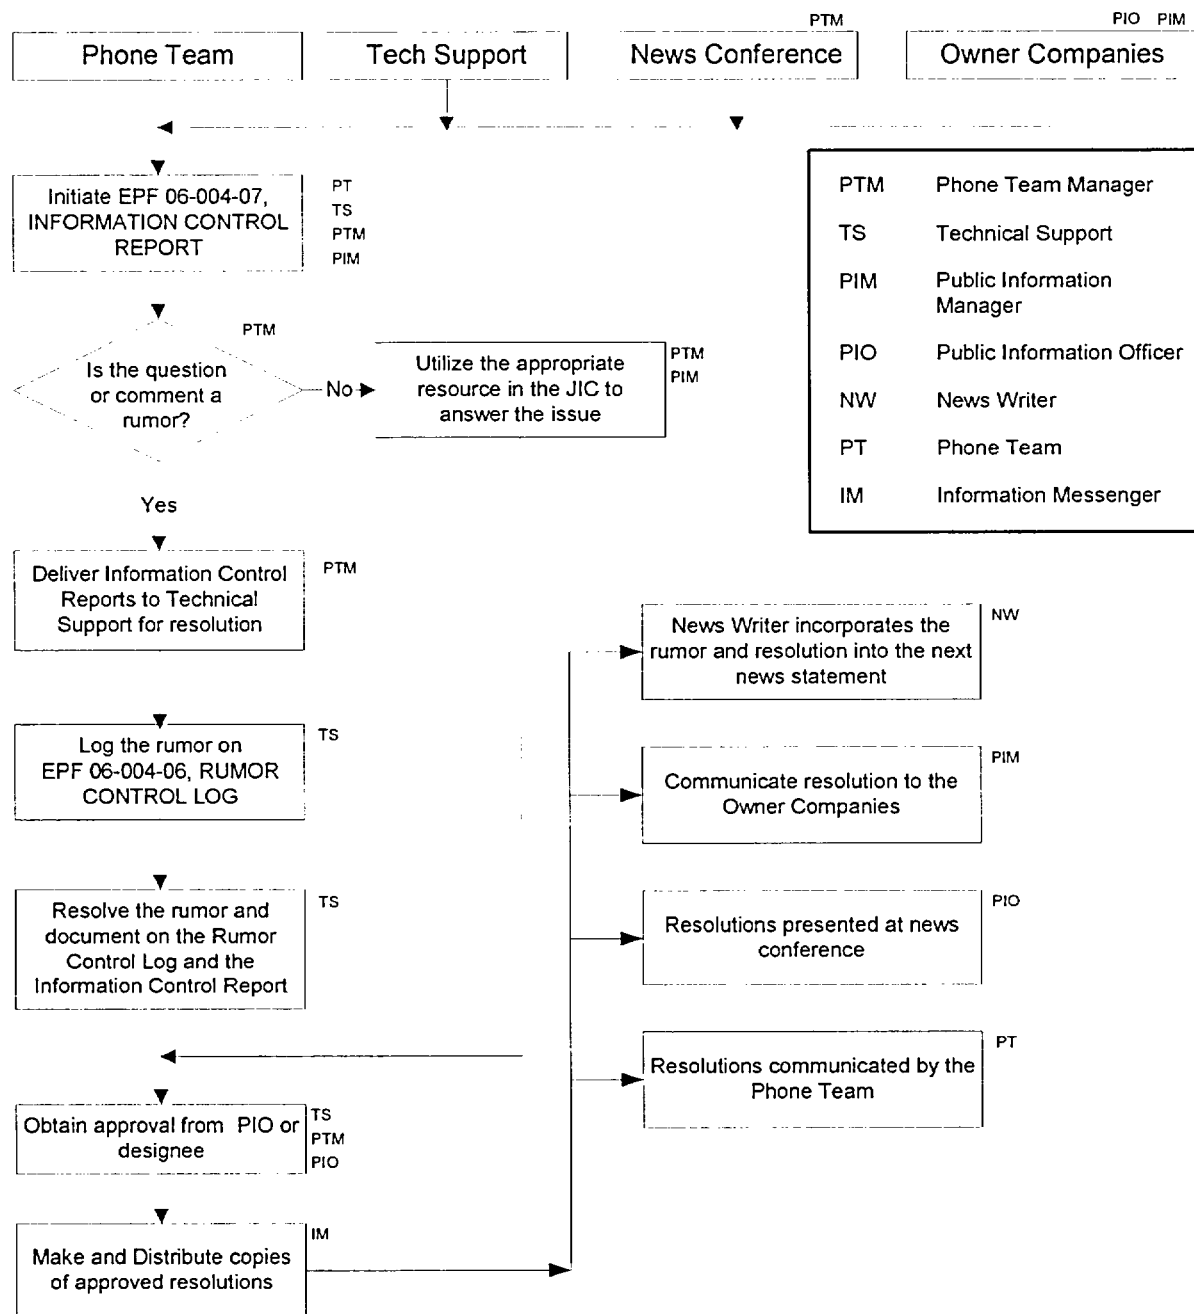 PTM
PIO PIM
Phone Team
Tech Support
News Conference
Owner Companies
Initiate EPF 06-004-07,
INFORMATION CONTROL
REPORT
PT
TS
PTM
PIM
PTM Phone Team Manager
TS Technical Support
PIM Public Information
Manager
PIO Public Information Officer
NW News Writer
PT Phone Team
IM Information Messenger
PTM
Is the question
or comment a
rumor?
No
Utilize the appropriate
resource in the JIC to
answer the issue
PTM
PIM
Yes
Deliver Information Control
Reports to Technical
Support for resolution
PTM
Log the rumor on
EPF 06-004-06, RUMOR
CONTROL LOG
TS
Resolve the rumor and
document on the Rumor
Control Log and the
Information Control Report
TS
Obtain approval from PIO or
designee
TS
PTM
PIO
Make and Distribute copies
of approved resolutions
IM
News Writer incorporates the
rumor and resolution into the next
news statement
NW
Communicate resolution to the
Owner Companies
PIM
Resolutions presented at news
conference
PIO
Resolutions communicated by the
Phone Team
PT